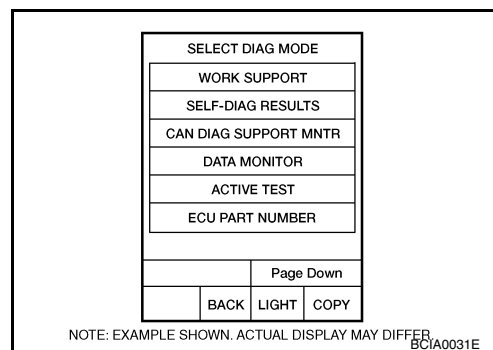 SELECT DIAG MODE
WORK SUPPORT
SELF-DIAG RESULTS
CAN DIAG SUPPORT MNTR
DATA MONITOR
ACTIVE TEST
ECU PART NUMBER
Page Down
BACK LIGHT COPY
NOTE: EXAMPLE SHOWN. ACTUAL DISPLAY MAY DIFFER.
BCIA0031E